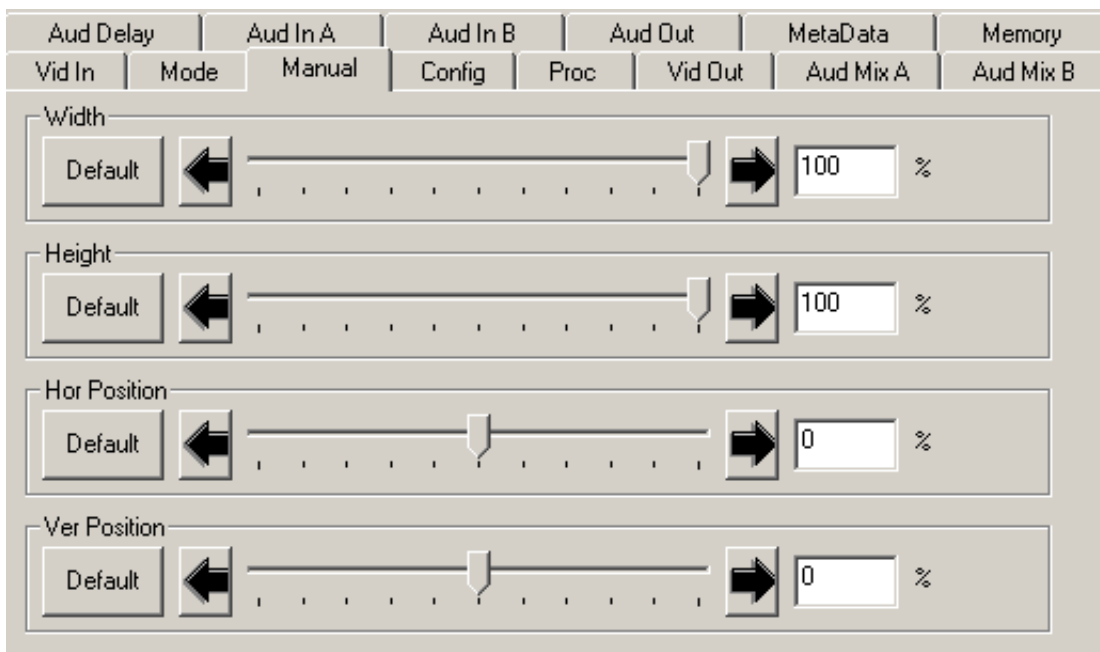 Aud Delay Aud In A Aud In B Aud Out MetaData Memory
Vid In Mode Manual Config Proc Vid Out Aud Mix A Aud Mix B
Width
Default 100 %
Height
Default 100 %
Hor Position
Default 0 %
Ver Position
Default 0 %